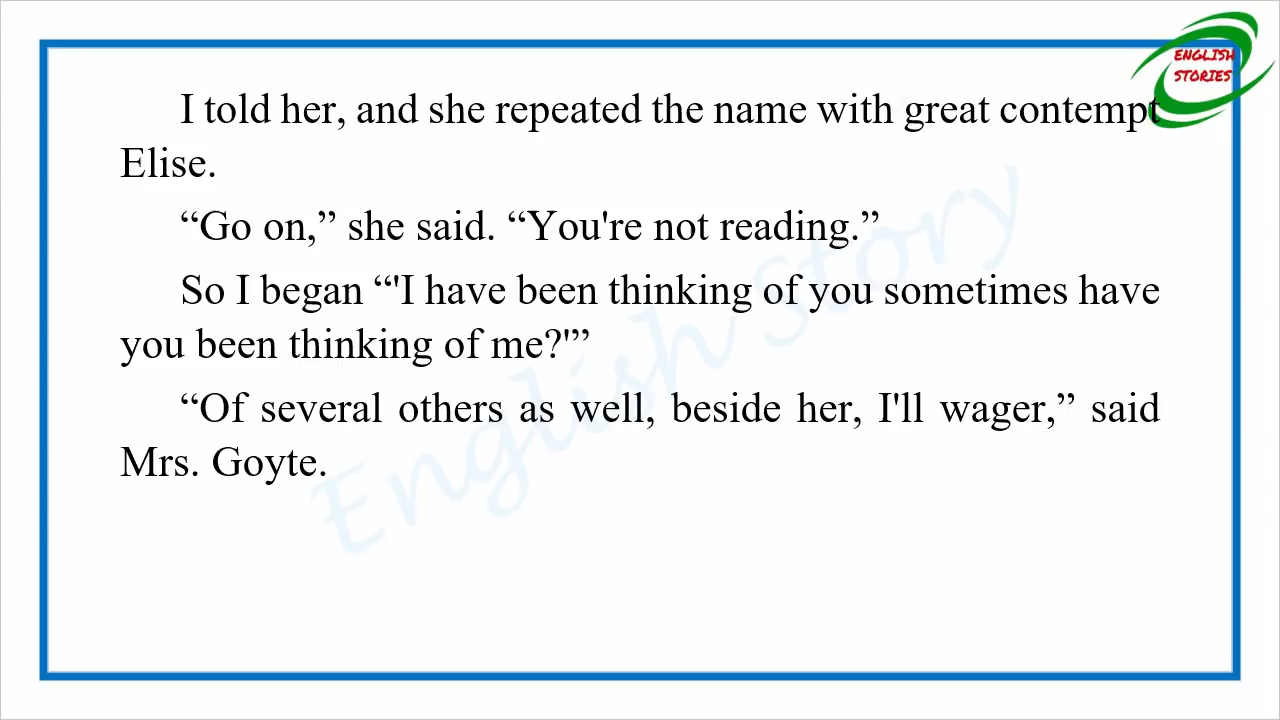 ENGLISH
STORIES
I told her, and she repeated the name with great contempt
Elise.
“Go on,” she said. “You're not reading.”
So I began “'I have been thinking of you sometimes have
you been thinking of me?'”
“Of several others as well, beside her, I'll wager,” said
Mrs. Goyte.
English Story